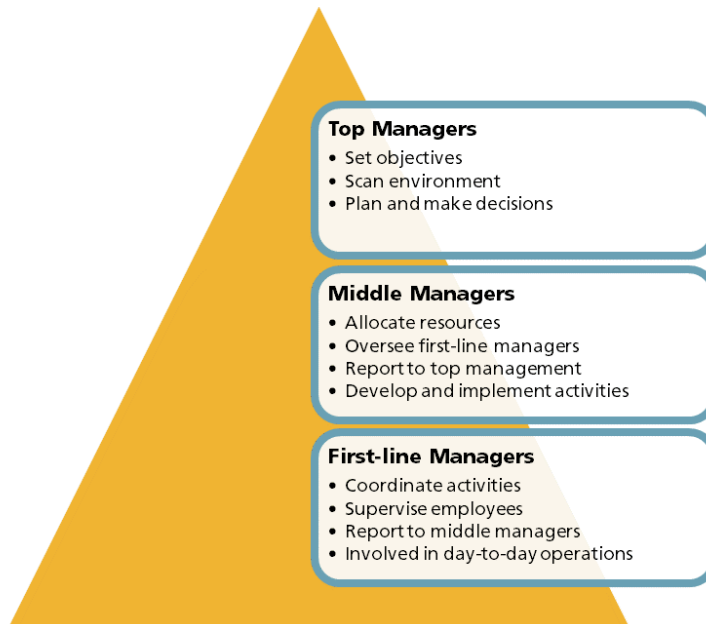 Top Managers
• Set objectives
• Scan environment
• Plan and make decisions
Middle Managers
• Allocate resources
• Oversee first-line managers
• Report to top management
• Develop and implement activities
First-line Managers
• Coordinate activities
• Supervise employees
• Report to middle managers
• Involved in day-to-day operations